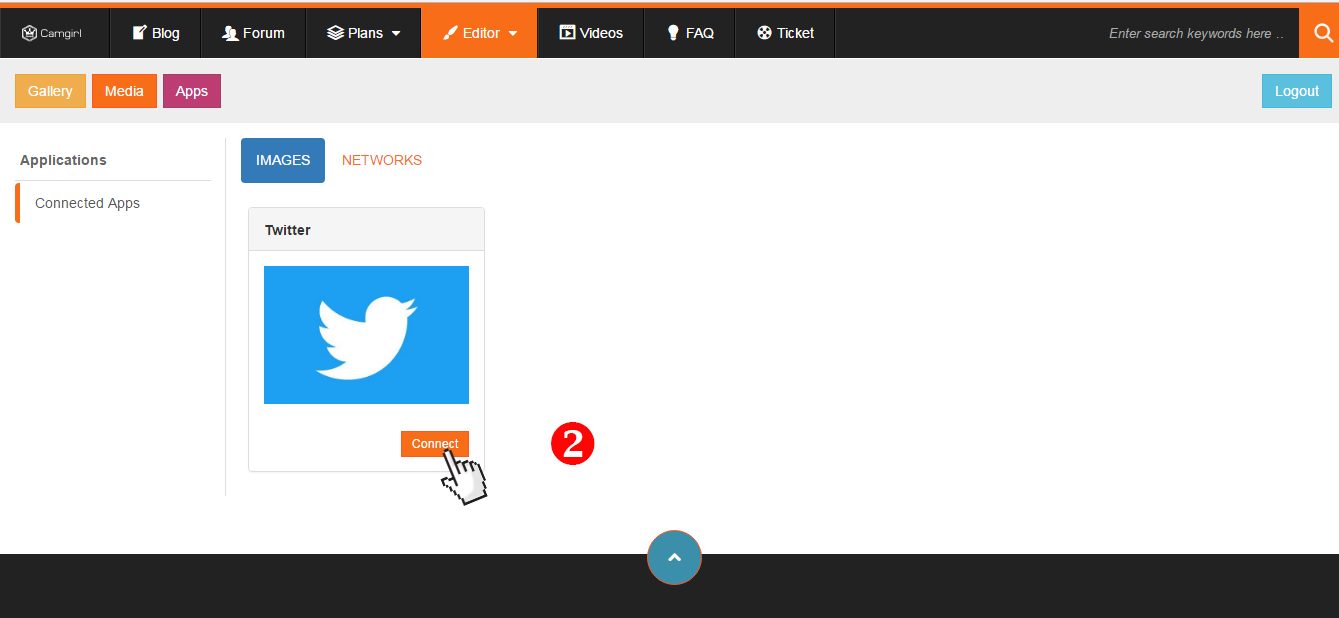 Camgirl Blog Forum Plans Editor Videos FAQ Ticket Enter search keywords here ..
Gallery Media Apps Logout
Applications
IMAGES NETWORKS
Connected Apps
Twitter
Connect
2